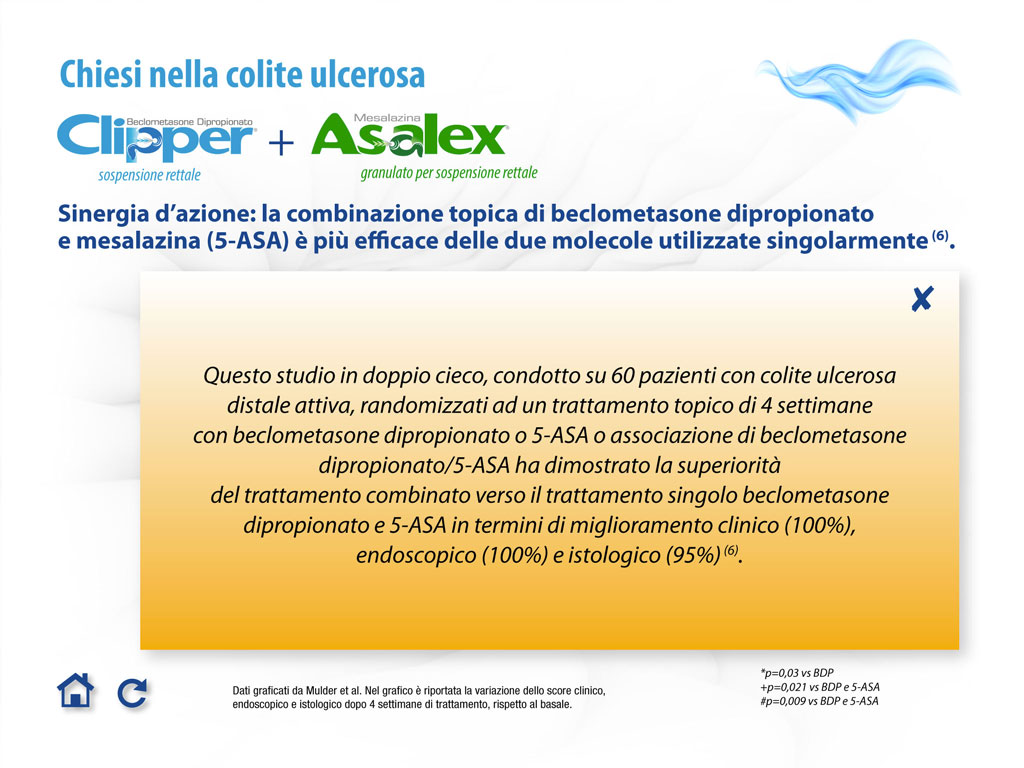 Chiesi nella colite ulcerosa
Beclometasone Dipropionato
Clipper®
sospensione rettale
+
Mesalazina
Asalex®
granulato per sospensione rettale
Sinergia d’azione: la combinazione topica di beclometasone dipropionato
e mesalazina (5-ASA) è più efficace delle due molecole utilizzate singolarmente (6).
✘
Questo studio in doppio cieco, condotto su 60 pazienti con colite ulcerosa
distale attiva, randomizzati ad un trattamento topico di 4 settimane
con beclometasone dipropionato o 5-ASA o associazione di beclometasone
dipropionato/5-ASA ha dimostrato la superiorità
del trattamento combinato verso il trattamento singolo beclometasone
dipropionato e 5-ASA in termini di miglioramento clinico (100%),
endoscopico (100%) e istologico (95%) (6).
Dati graficati da Mulder et al. Nel grafico è riportata la variazione dello score clinico,
endoscopico e istologico dopo 4 settimane di trattamento, rispetto al basale.
*p=0,03 vs BDP
+p=0,021 vs BDP e 5-ASA
#p=0,009 vs BDP e 5-ASA